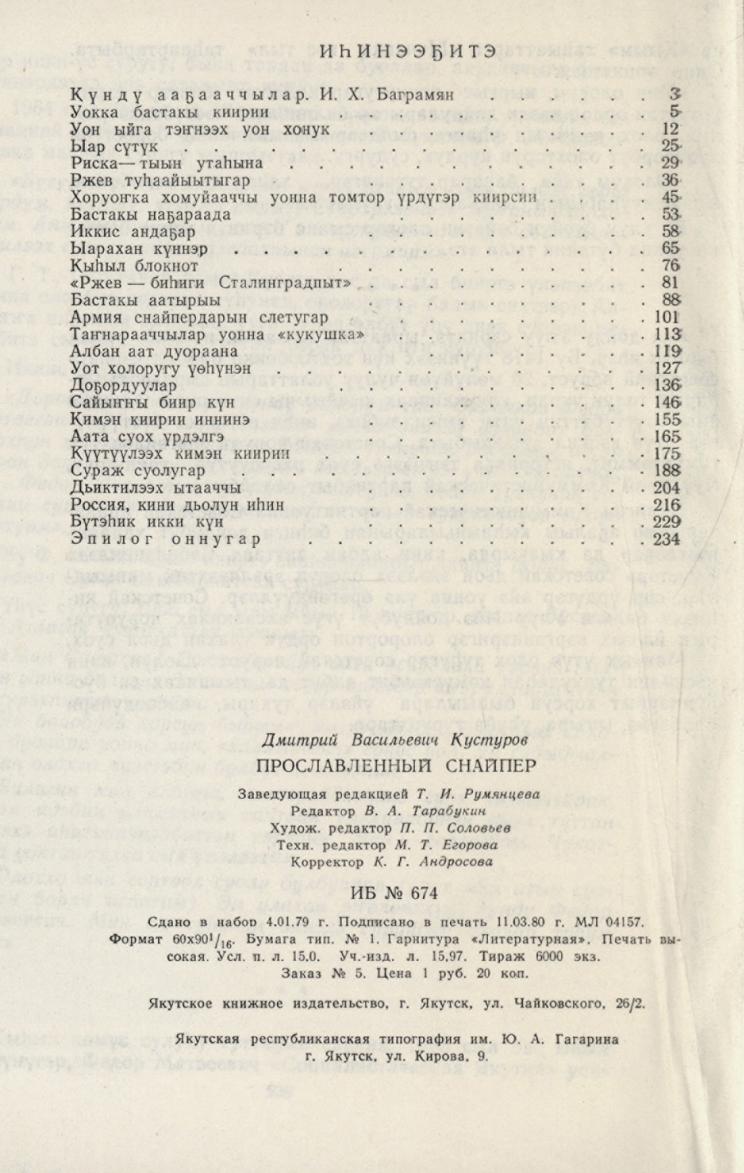 ИҺИНЭЭҔИТЭ
Күндү ааҕааччылар. И. Х. Баграмян . . . . . . 3
Уокка бастакы киирии . . . . . . . . . . 5
Уон ыйга тэҥнээх уон хонук . . . . . . . . 12
Ыар сүтүк . . . . . . . . . . . . . 25
Риска — тыын утаһына . . . . . . . . . . 29
Ржев туһаайыытыгар . . . . . . . . . . 36
Хоруоҥка хомуйааччы уонна томтор үрдүгэр киирсии . . . . 45
Бастакы наҕараада . . . . . . . . . . 53
Иккис андаҕар . . . . . . . . . . 58
Ыарахан күннэр . . . . . . . . . . . 65
Кыһыл блокнот . . . . . . . . . . . 76
«Ржев — биһиги Сталинградпыт» . . . . . . . . . 81
Бастакы аатырыы . . . . . . . . . . 88
Армия снайпердарын слетугар . . . . . . . . . 101
Таҥнарааччылар уонна «кукушка» . . . . . . . . 113
Албан аат дуораана . . . . . . . . . . 119
Уот холоругу үөһүнэн . . . . . . . . . . 127
Доҕордуулар . . . . . . . . . . . 136
Сайыҥҥы биир күн . . . . . . . . . . 146
Кимэн киирии иннинэ . . . . . . . . . . 155
Аата суох үрдэлгэ . . . . . . . . . . 165
Күүтүүлээх кимэн киирии . . . . . . . . . . 175
Сураж суолугар . . . . . . . . . . . . 188
Дьиктилээх ытааччы . . . . . . . . . . 204
Россия, кини дьолун иһин . . . . . . . . . . 216
Бүтэһик икки күн . . . . . . . . . . 229
Эпилог оннугар . . . . . . . . . . . 234
Дмитрий Васильевич Кустуров
ПРОСЛАВЛЕННЫЙ СНАЙПЕР
Заведующая редакцией Т. И. Румянцева
Редактор В. А. Тарабукин
Худож. редактор П. П. Соловьев
Техн. редактор М. Т. Егорова
Корректор К. Г. Андросова
ИБ № 674
Сдано в набор 4.01.79 г. Подписано в печать 11.03.80 г. МЛ 04157.
Формат 60х90¹/₁₆. Бумага тип. № 1. Гарнитура «Литературная». Печать вы-
сокая. Усл. п. л. 15,0. Уч.-изд. л. 15,97. Тираж 6000 экз.
Заказ № 5. Цена 1 руб. 20 коп.
Якутское книжное издательство, г. Якутск, ул. Чайковского, 26/2.
Якутская республиканская типография им. Ю. А. Гагарина
г. Якутск, ул. Кирова, 9.